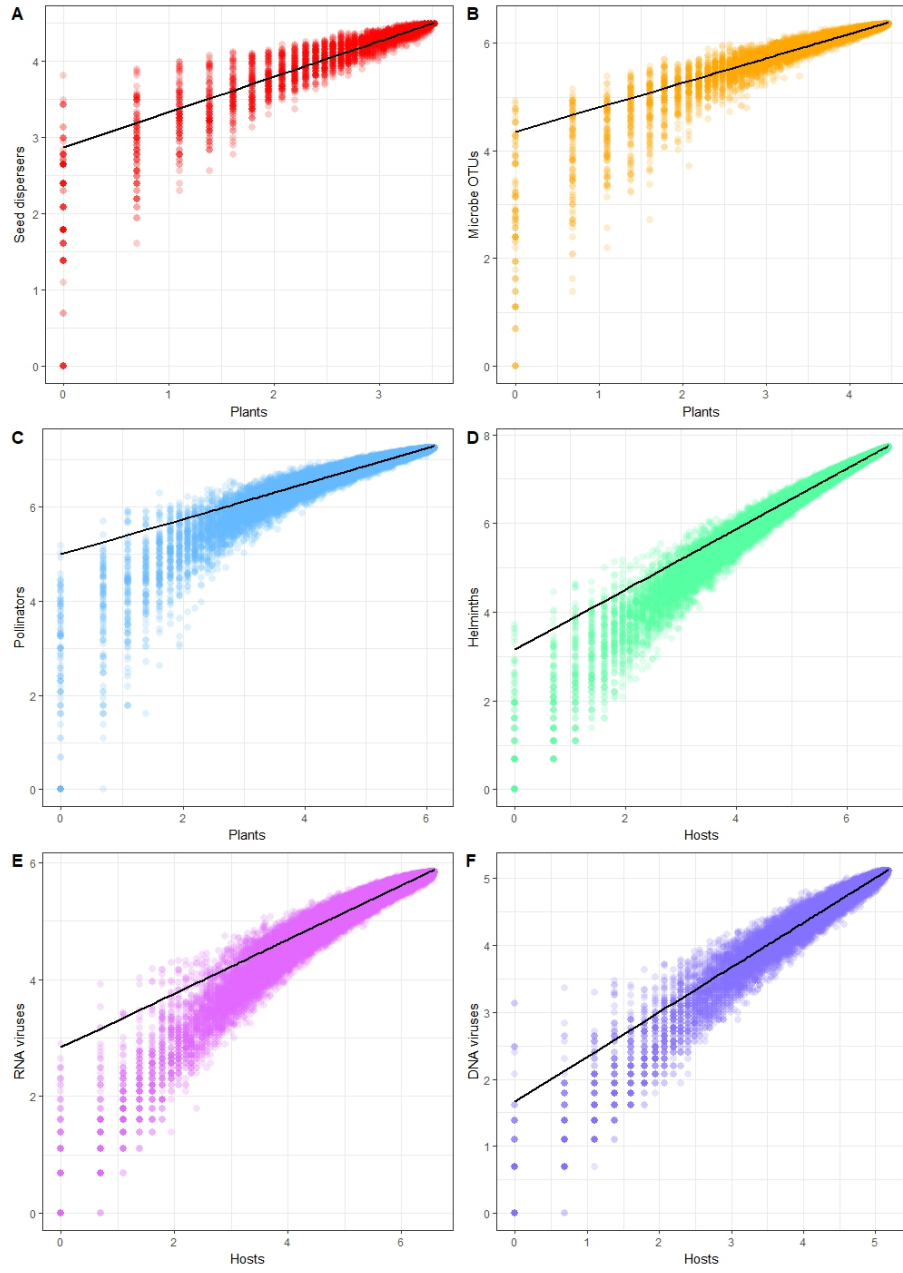 A
Seed dispersers
4
3
2
1
0
0 1 2 3
Plants
B
Microbe OTUs
6
4
2
0
0 1 2 3 4
Plants
C
Pollinators
6
4
2
0
0 2 4 6
Plants
D
Helminths
8
6
4
2
0
0 2 4 6
Hosts
E
RNA viruses
6
4
2
0
0 2 4 6
Hosts
F
DNA viruses
5
4
3
2
1
0
0 1 2 3 4 5
Hosts